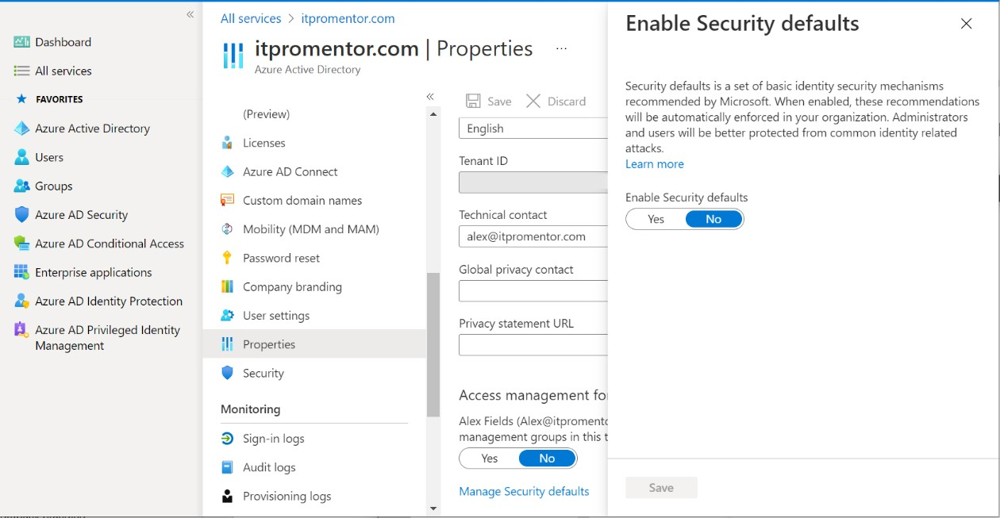 «
Dashboard
All services
FAVORITES
Azure Active Directory
Users
Groups
Azure AD Security
Azure AD Conditional Access
Enterprise applications
Azure AD Identity Protection
Azure AD Privileged Identity
Management
All services > itpromentor.com
itpromentor.com | Properties ...
Azure Active Directory
«
(Preview)
Licenses
Azure AD Connect
Custom domain names
Mobility (MDM and MAM)
Password reset
Company branding
User settings
Properties
Security
Monitoring
Sign-in logs
Audit logs
Provisioning logs
Save Discard
English
Tenant ID
Technical contact
alex@itpromentor.com
Global privacy contact
Privacy statement URL
Access management fo
Alex Fields (Alex@itpromento
management groups in this t
Yes No
Manage Security defaults
Enable Security defaults
Security defaults is a set of basic identity security mechanisms
recommended by Microsoft. When enabled, these recommendations
will be automatically enforced in your organization. Administrators
and users will be better protected from common identity related
attacks.
Learn more
Enable Security defaults
Yes No
Save